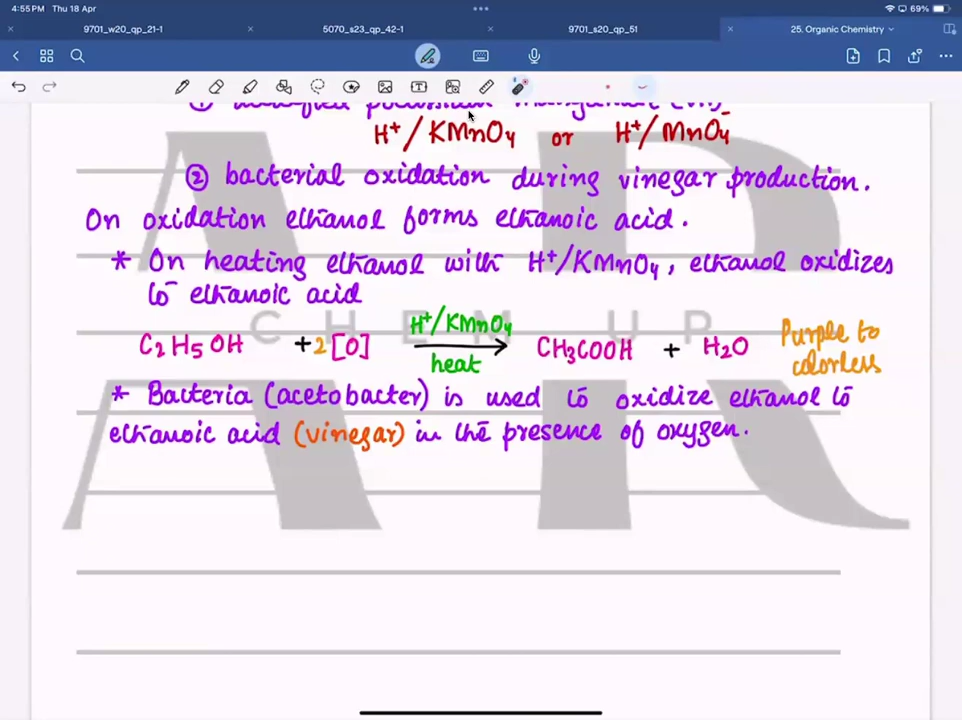 4:55 PM Thu 18 Apr
69%
9701_w20_qp_21-1
5070_s23_qp_42-1
9701_s20_qp_51
25. Organic Chemistry
H⁺/KMnO₄ or H⁺/MnO₄⁻
② bacterial oxidation during vinegar production.
On oxidation ethanol forms ethanoic acid.
* On heating ethanol with H⁺/KMnO₄, ethanol oxidizes
to ethanoic acid
CHEM UP
C₂H₅OH + 2[O] H⁺/KMnO₄ heat → CH₃COOH + H₂O Purple to colorless
* Bacteria (acetobacter) is used to oxidize ethanol to
ethanoic acid (vinegar) in the presence of oxygen.
AR